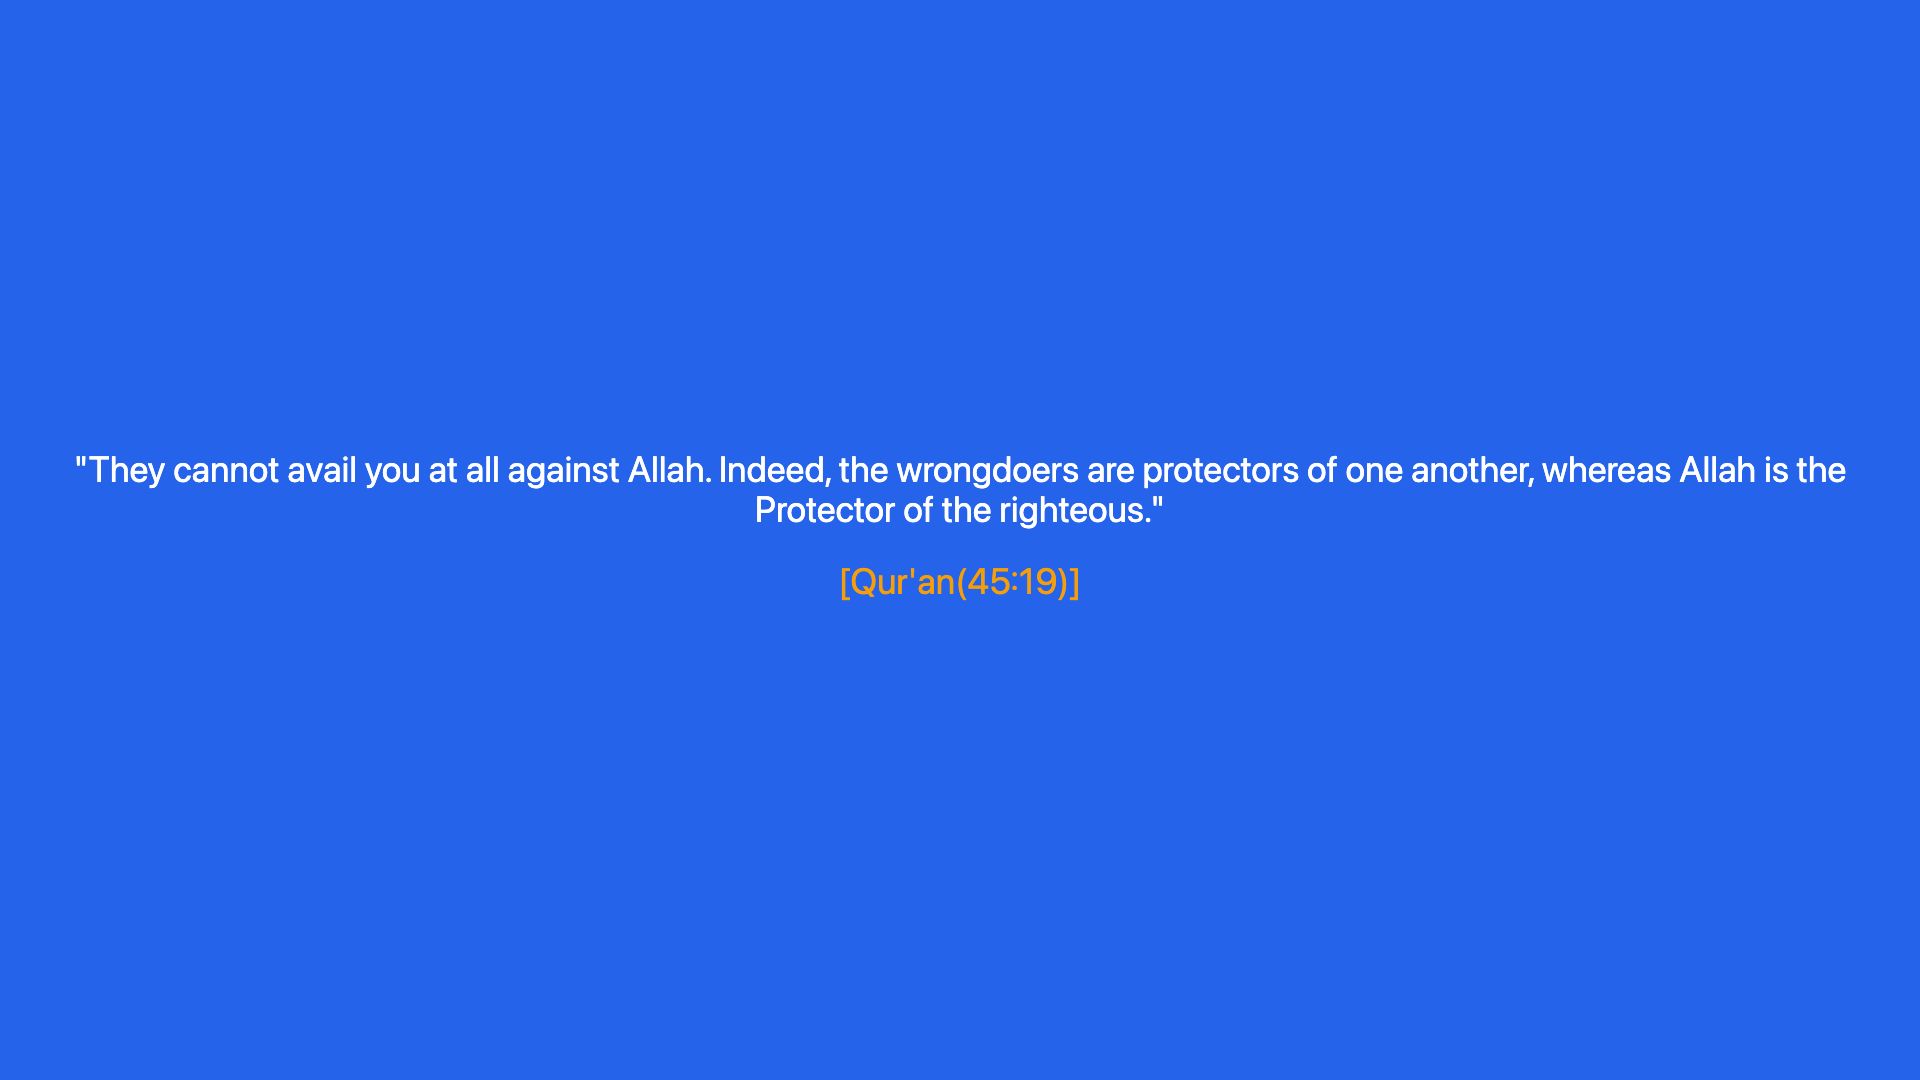 "They cannot avail you at all against Allah. Indeed, the wrongdoers are protectors of one another, whereas Allah is the
Protector of the righteous."
[Qur'an(45:19)]